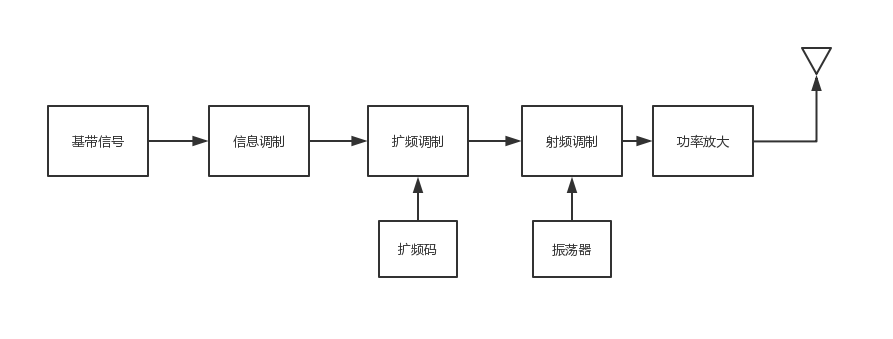 基带信号
信息调制
扩频调制
射频调制
功率放大
扩频码
振荡器